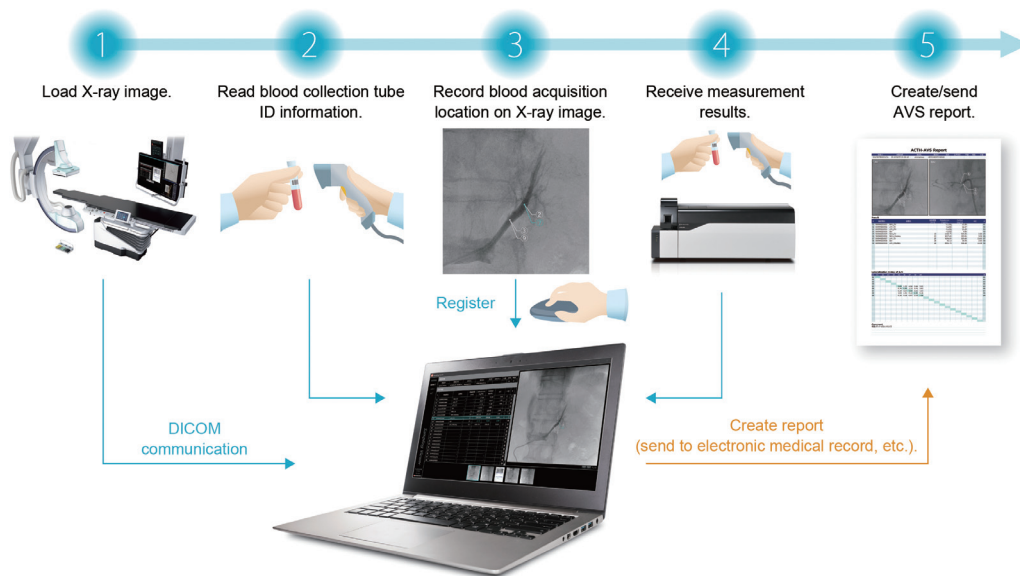 1
2
3
4
5
Load X-ray image.
Read blood collection tube
ID information.
Record blood acquisition
location on X-ray image.
Receive measurement
results.
Create/send
AVS report.
ACTH-AVS Report
Register
DICOM
communication
Create report
(send to electronic medical record, etc.).